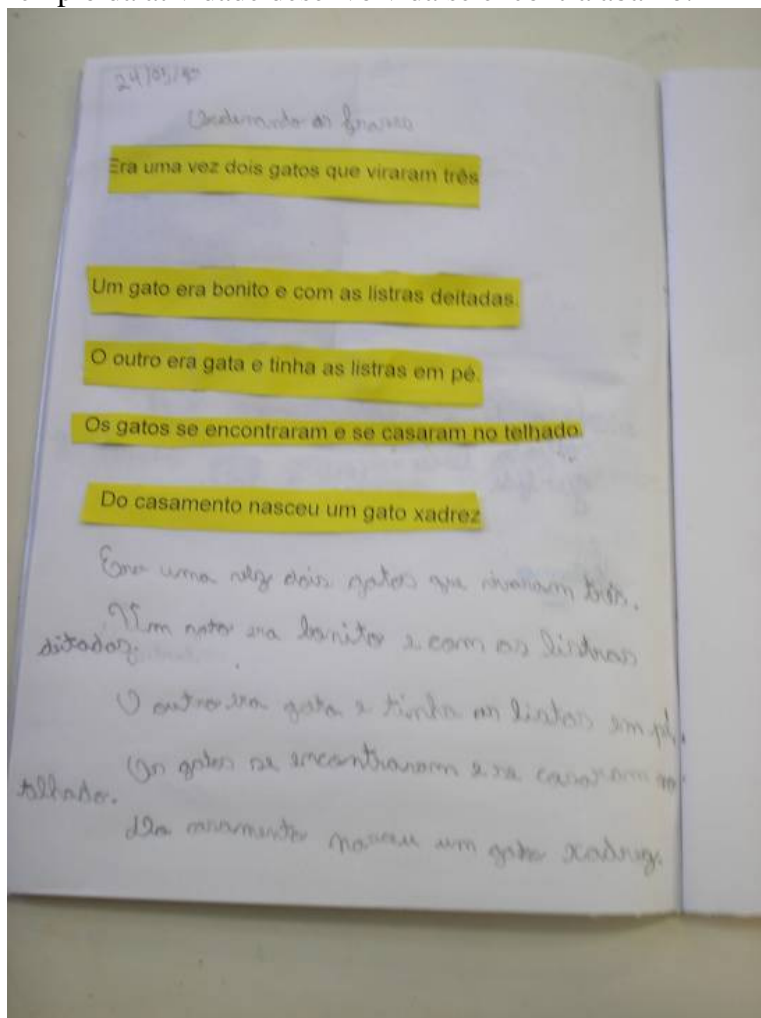 24/05/
Ordenando as frases
Era uma vez dois gatos que viraram três
Um gato era bonito e com as listras deitadas.
O outro era gata e tinha as listras em pé.
Os gatos se encontraram e se casaram no telhado.
Do casamento nasceu um gato xadrez
Era uma vez dois gatos que viraram três.
Um gato era bonito e com as listras
deitadas.
O outro era gata e tinha as listas em pé.
Os gatos se encontraram e se casaram no
telhado.
nasceu um gato xadrez.